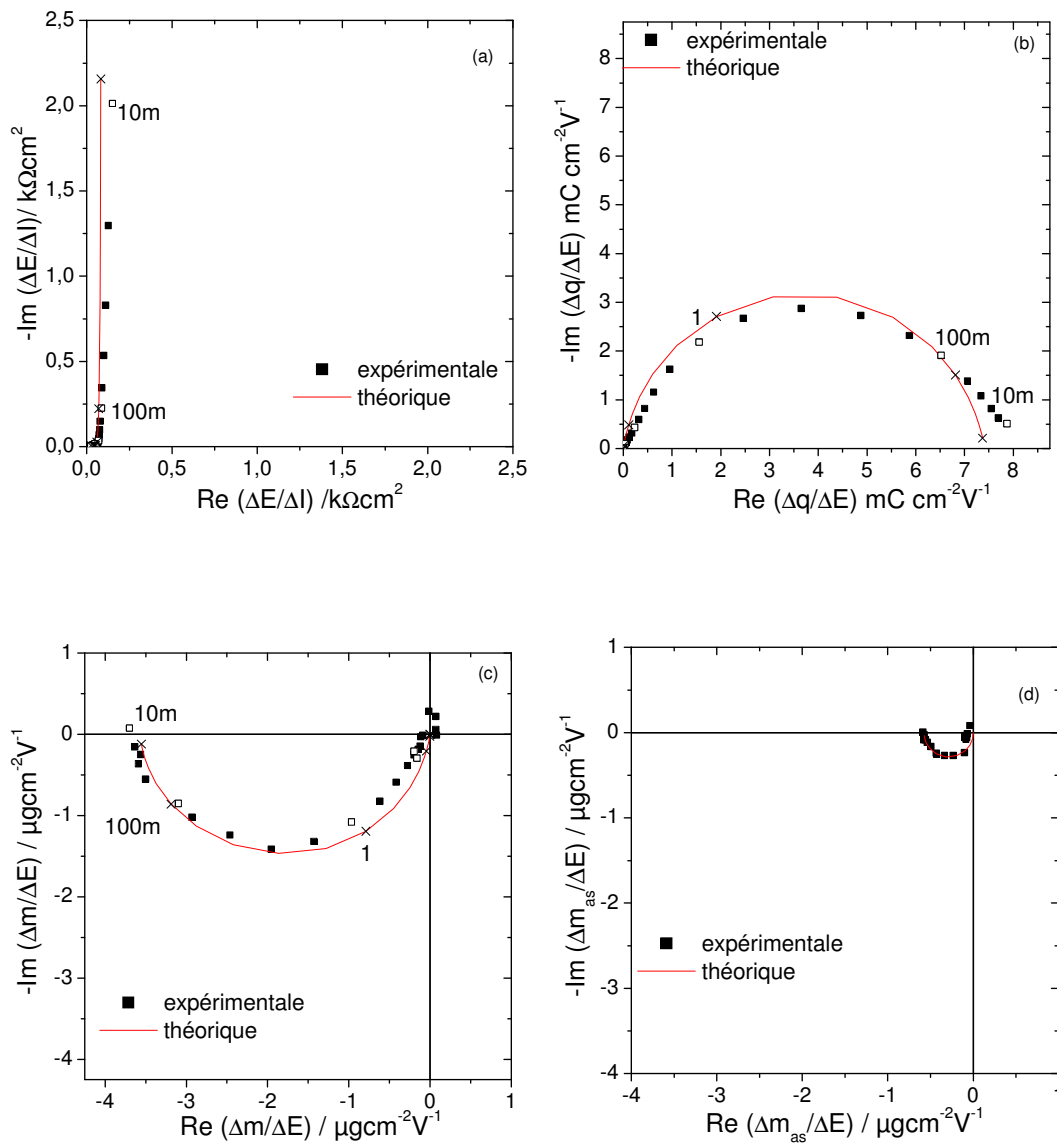 (a)
-Im (ΔE/ΔI)/ kΩcm²
2,5
2,0
1,5
1,0
0,5
0,0
10m
100m
expérimentale
théorique
0,0 0,5 1,0 1,5 2,0 2,5
Re (ΔE/ΔI) /kΩcm²
(b)
expérimentale
théorique
-Im (Δq/ΔE) mC cm⁻²V⁻¹
8
7
6
5
4
3
2
1
0
1
100m
10m
0 1 2 3 4 5 6 7 8
Re (Δq/ΔE) mC cm⁻²V⁻¹
(c)
-Im (Δm/ΔE) / µgcm⁻²V⁻¹
1
0
-1
-2
-3
-4
10m
100m
1
expérimentale
théorique
-4 -3 -2 -1 0 1
Re (Δm/ΔE) / µgcm⁻²V⁻¹
(d)
-Im (Δm_as/ΔE) / µgcm⁻²V⁻¹
1
0
-1
-2
-3
-4
expérimentale
théorique
-4 -3 -2 -1 0 1
Re (Δm_as/ΔE) / µgcm⁻²V⁻¹